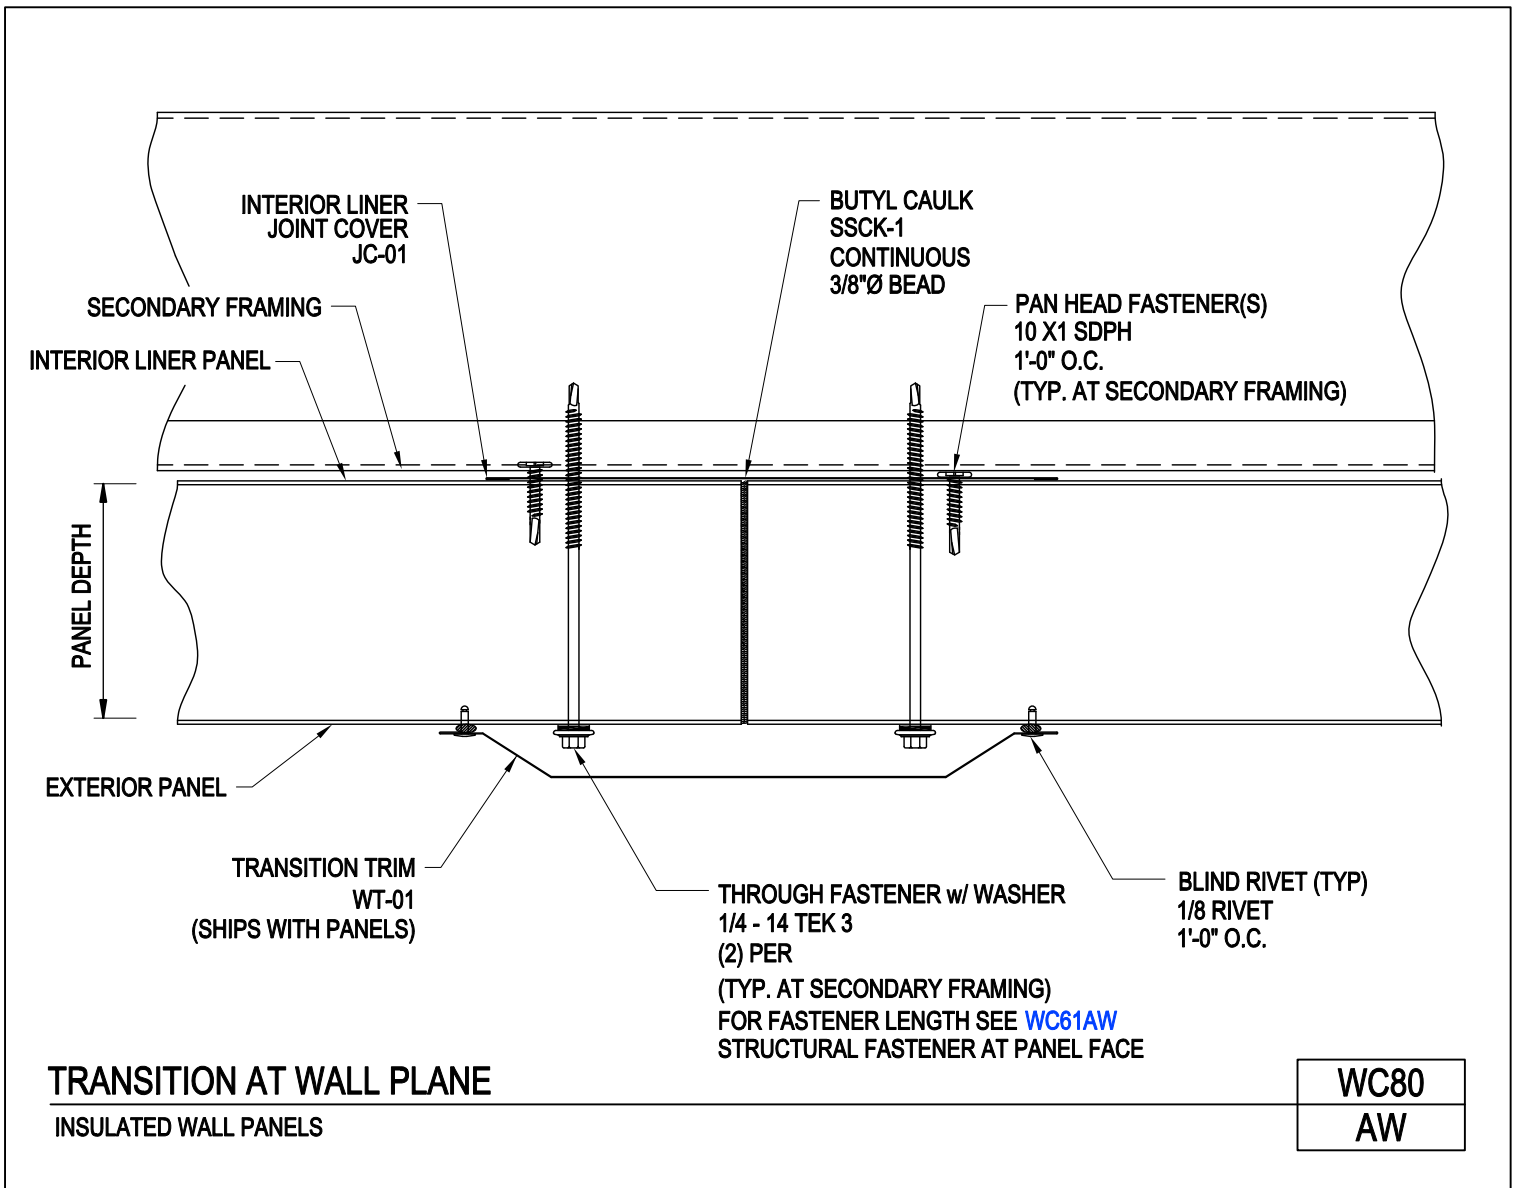 INTERIOR LINER
JOINT COVER
JC-01
BUTYL CAULK
SSCK-1
CONTINUOUS
3/8"Ø BEAD
SECONDARY FRAMING
PAN HEAD FASTENER(S)
10 X1 SDPH
1'-0" O.C.
(TYP. AT SECONDARY FRAMING)
INTERIOR LINER PANEL
PANEL DEPTH
EXTERIOR PANEL
TRANSITION TRIM
WT-01
(SHIPS WITH PANELS)
THROUGH FASTENER w/ WASHER
1/4 - 14 TEK 3
(2) PER
(TYP. AT SECONDARY FRAMING)
FOR FASTENER LENGTH SEE WC61AW
STRUCTURAL FASTENER AT PANEL FACE
BLIND RIVET (TYP)
1/8 RIVET
1'-0" O.C.
TRANSITION AT WALL PLANE
INSULATED WALL PANELS
WC80
AW